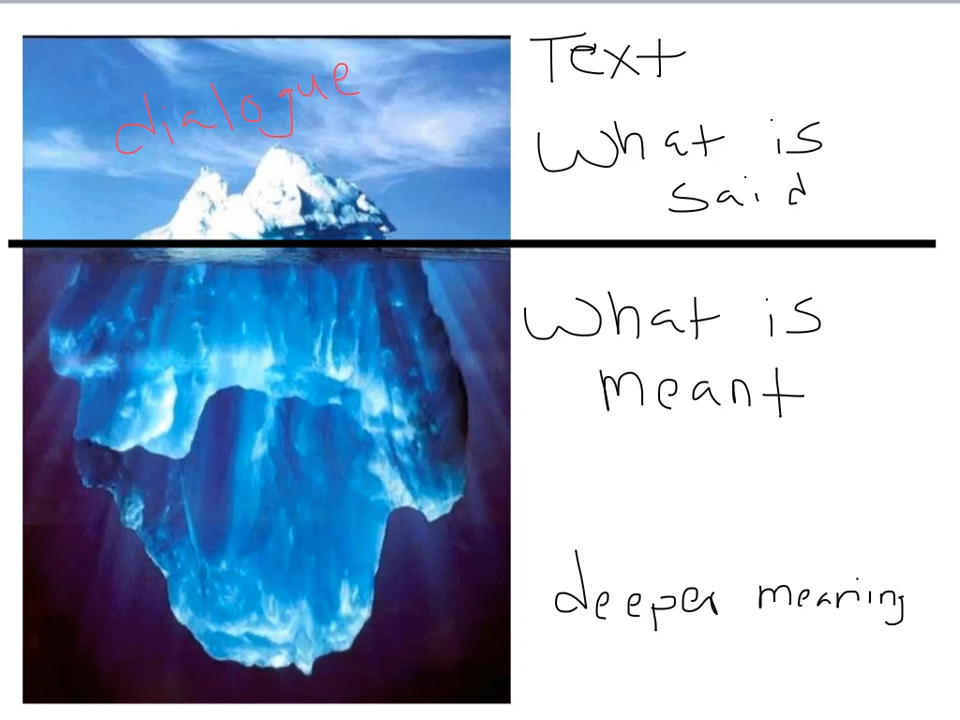 dialogue
Text
What is
said
What is
meant
deeper meaning